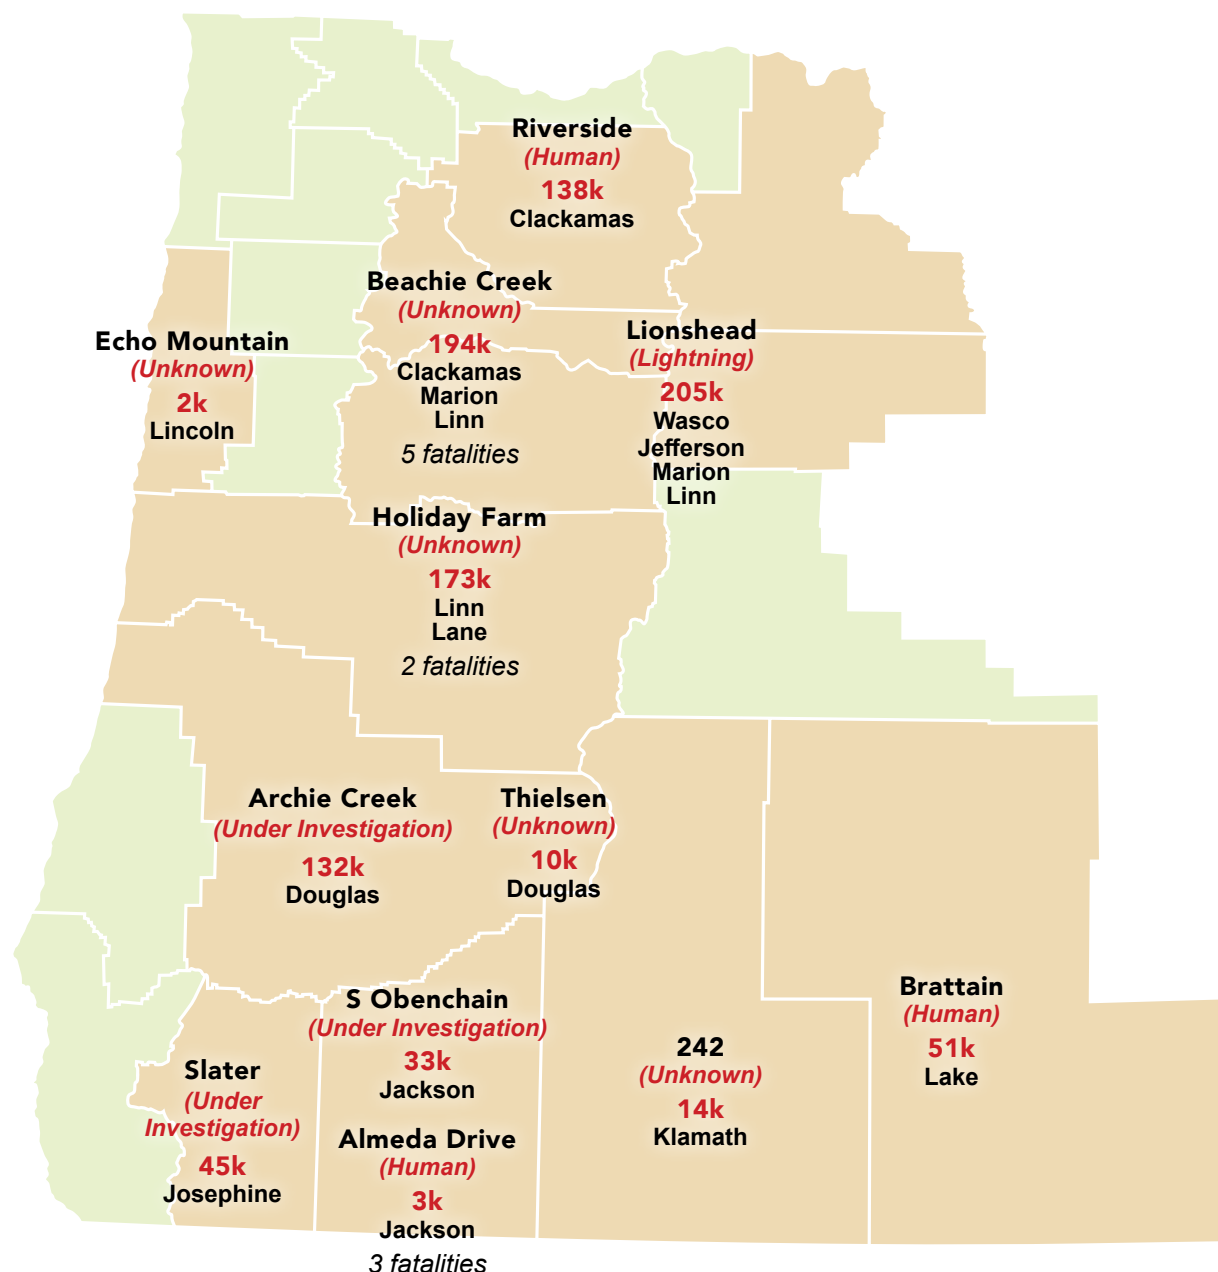 Riverside
(Human)
138k
Clackamas
Beachie Creek
(Unknown)
194k
Clackamas
Marion
Linn
5 fatalities
Lionshead
(Lightning)
205k
Wasco
Jefferson
Marion
Linn
Echo Mountain
(Unknown)
2k
Lincoln
Holiday Farm
(Unknown)
173k
Linn
Lane
2 fatalities
Archie Creek
(Under Investigation)
132k
Douglas
Thielsen
(Unknown)
10k
Douglas
S Obenchain
(Under Investigation)
33k
Jackson
Brattain
(Human)
51k
Lake
242
(Unknown)
14k
Klamath
Slater
(Under
Investigation)
45k
Josephine
Almeda Drive
(Human)
3k
Jackson
3 fatalities